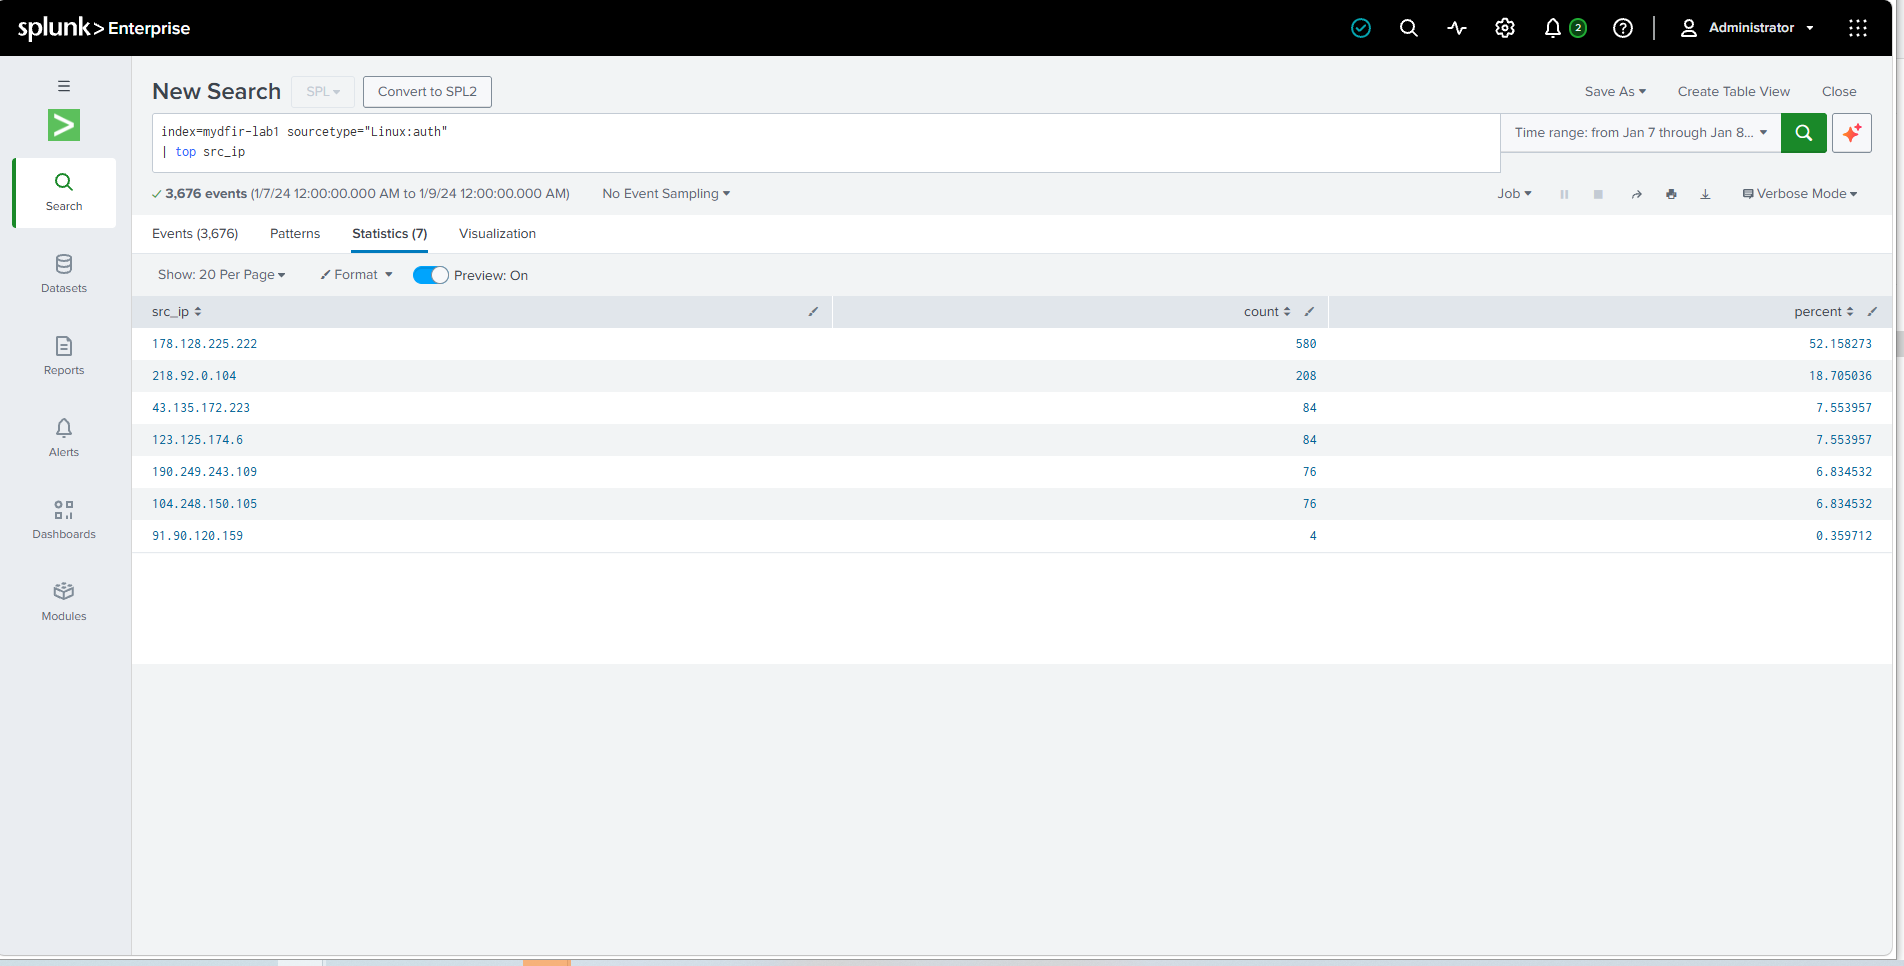 splunk> Enterprise
2
Administrator
New Search
SPL
Convert to SPL2
Save As
Create Table View
Close
index=mydfir-lab1 sourcetype="Linux:auth"
| top src_ip
Time range: from Jan 7 through Jan 8...
3,676 events (1/7/24 12:00:00.000 AM to 1/9/24 12:00:00.000 AM)
No Event Sampling
Job
Verbose Mode
Search
Datasets
Reports
Alerts
Dashboards
Modules
Events (3,676)
Patterns
Statistics (7)
Visualization
Show: 20 Per Page
Format
Preview: On
src_ip count percent
178.128.225.222 580 52.158273
218.92.0.104 208 18.705036
43.135.172.223 84 7.553957
123.125.174.6 84 7.553957
190.249.243.109 76 6.834532
104.248.150.105 76 6.834532
91.90.120.159 4 0.359712